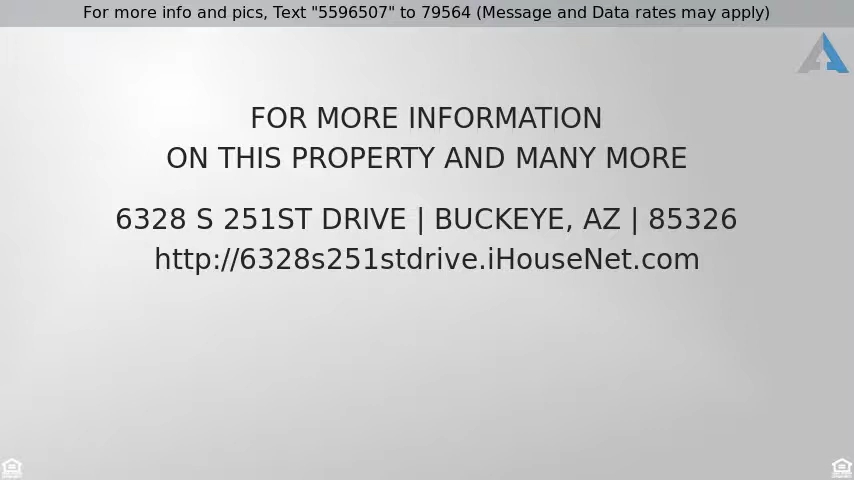 For more info and pics, Text "5596507" to 79564 (Message and Data rates may apply)
FOR MORE INFORMATION
ON THIS PROPERTY AND MANY MORE
6328 S 251ST DRIVE | BUCKEYE, AZ | 85326
http://6328s251stdrive.iHouseNet.com